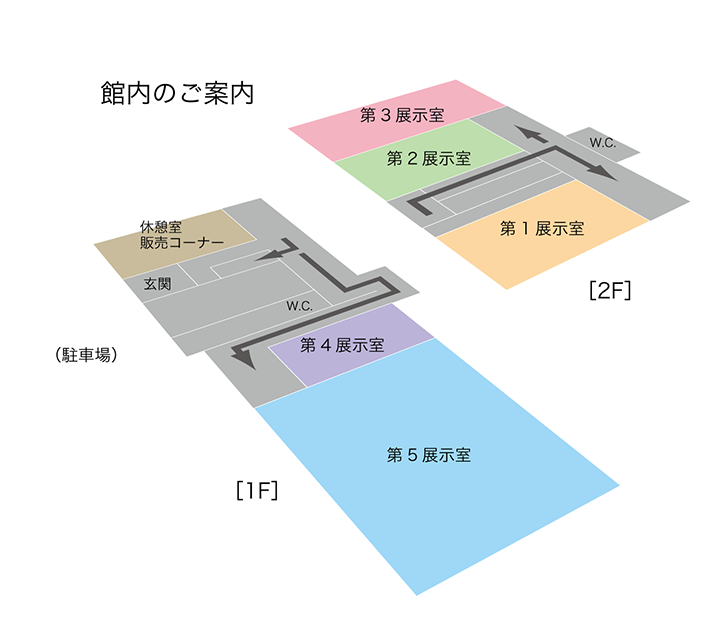 館内のご案内
第3展示室
第2展示室
W.C.
第1展示室
[2F]
休憩室
販売コーナー
玄関
W.C.
第4展示室
(駐車場)
第5展示室
[1F]